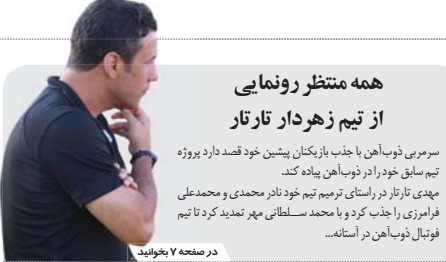 همه منتظر رونمایی
از تیم زهردار تارتار
سرمربی ذوب‌آهن با جذب بازیکنان پیشین خود قصد دارد پروژه
تیم سابق خود را در ذوب‌آهن پیاده کند.
مهدی تارتار در راستای ترمیم تیم خود نادر محمدی و محمدعلی
فرامرزی را جذب کرد و با محمد سلطانی مهر تمدید کرد تا تیم
فوتبال ذوب‌آهن در آستانه...
در صفحه ۷ بخوانید